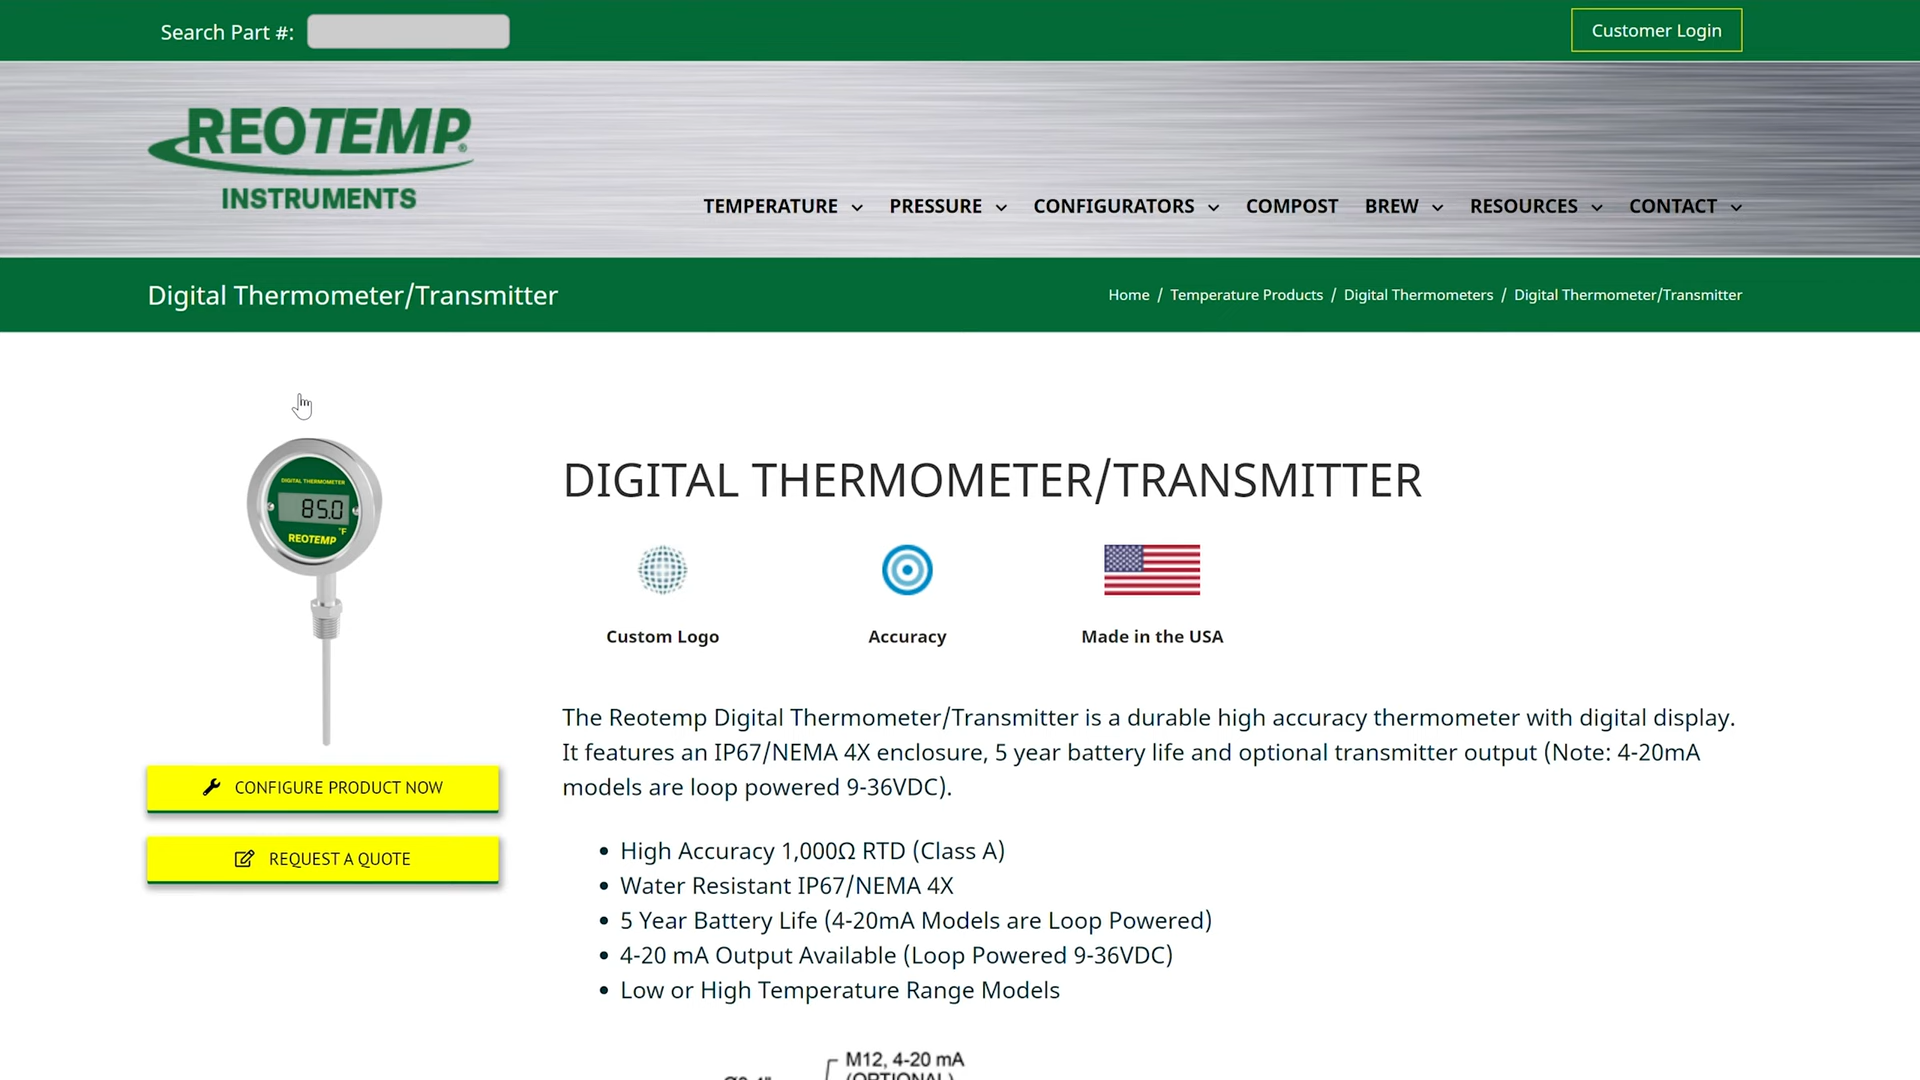 Search Part #:
Customer Login
REOTEMP®
INSTRUMENTS
TEMPERATURE PRESSURE CONFIGURATORS COMPOST BREW RESOURCES CONTACT
Digital Thermometer/Transmitter
Home / Temperature Products / Digital Thermometers / Digital Thermometer/Transmitter
DIGITAL THERMOMETER
85.0
°F
REOTEMP
CONFIGURE PRODUCT NOW
REQUEST A QUOTE
DIGITAL THERMOMETER/TRANSMITTER
Custom Logo
Accuracy
Made in the USA
The Reotemp Digital Thermometer/Transmitter is a durable high accuracy thermometer with digital display.
It features an IP67/NEMA 4X enclosure, 5 year battery life and optional transmitter output (Note: 4-20mA
models are loop powered 9-36VDC).
• High Accuracy 1,000Ω RTD (Class A)
• Water Resistant IP67/NEMA 4X
• 5 Year Battery Life (4-20mA Models are Loop Powered)
• 4-20 mA Output Available (Loop Powered 9-36VDC)
• Low or High Temperature Range Models
M12, 4-20 mA
(OPTIONAL)